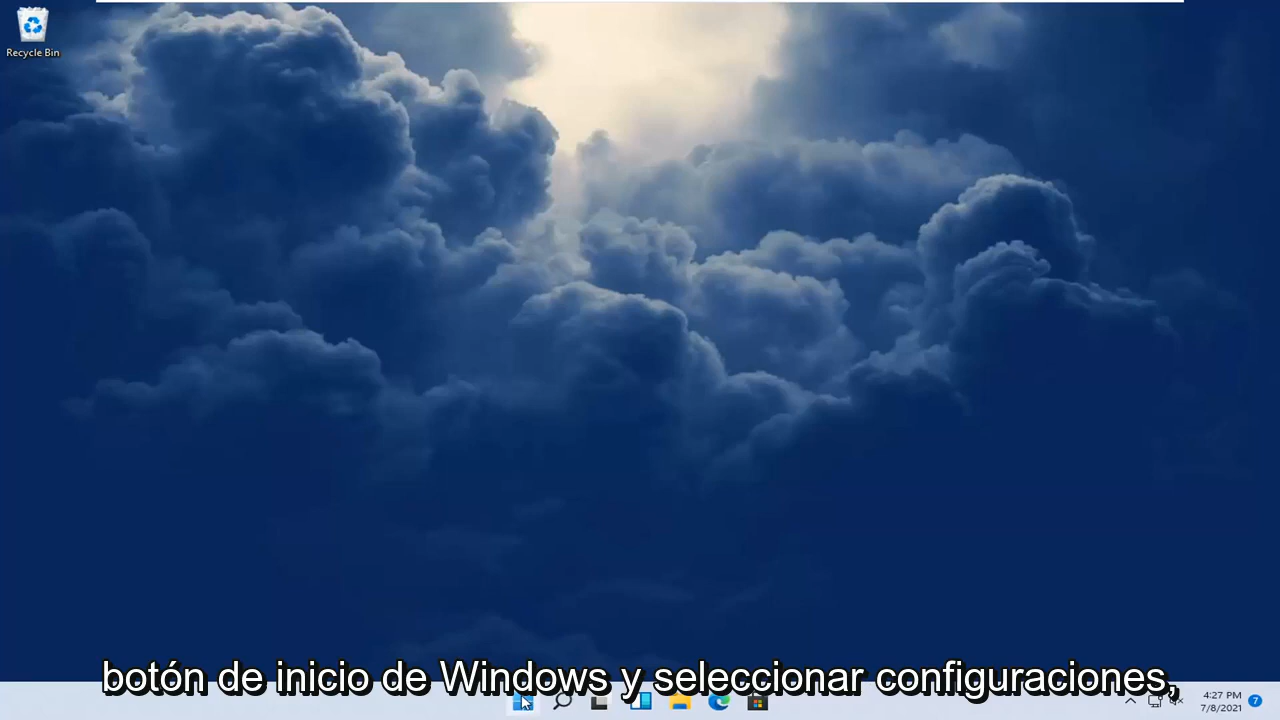 Recycle Bin
botón de inicio de Windows y seleccionar configuraciones,
4:27 PM
7/8/2021
7